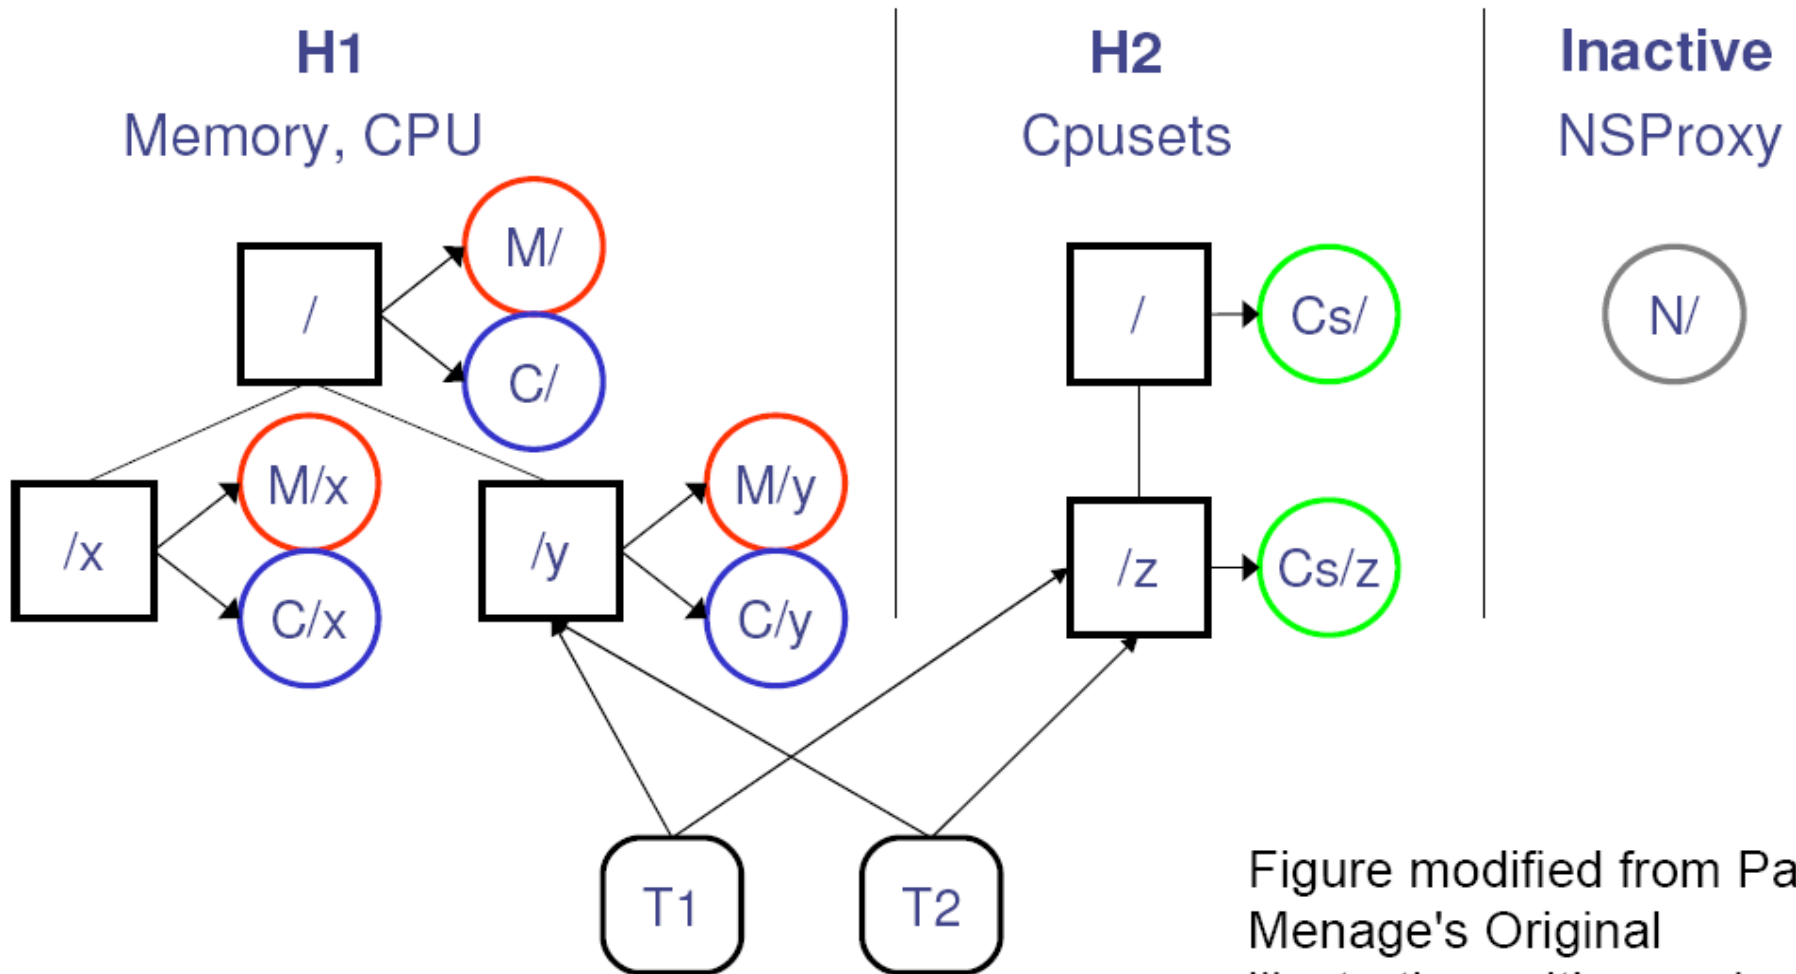 H1
Memory, CPU
H2
Cpusets
Inactive
NSProxy
M/
/
C/
/
Cs/
N/
M/x
/x
C/x
M/y
/y
C/y
/z
Cs/z
T1
T2
Figure modified from Pa
Menage's Original